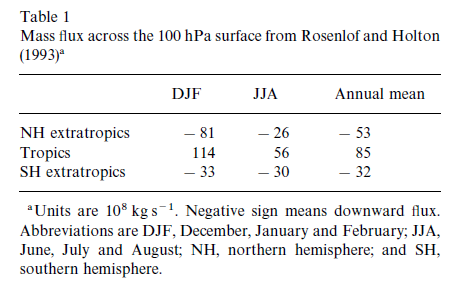 Table 1
Mass flux across the 100 hPa surface from Rosenlof and Holton
(1993)ᵃ
DJF JJA Annual mean
NH extratropics − 81 − 26 − 53
Tropics 114 56 85
SH extratropics − 33 − 30 − 32
ᵃUnits are 10⁸ kg s⁻¹. Negative sign means downward flux.
Abbreviations are DJF, December, January and February; JJA,
June, July and August; NH, northern hemisphere; and SH,
southern hemisphere.